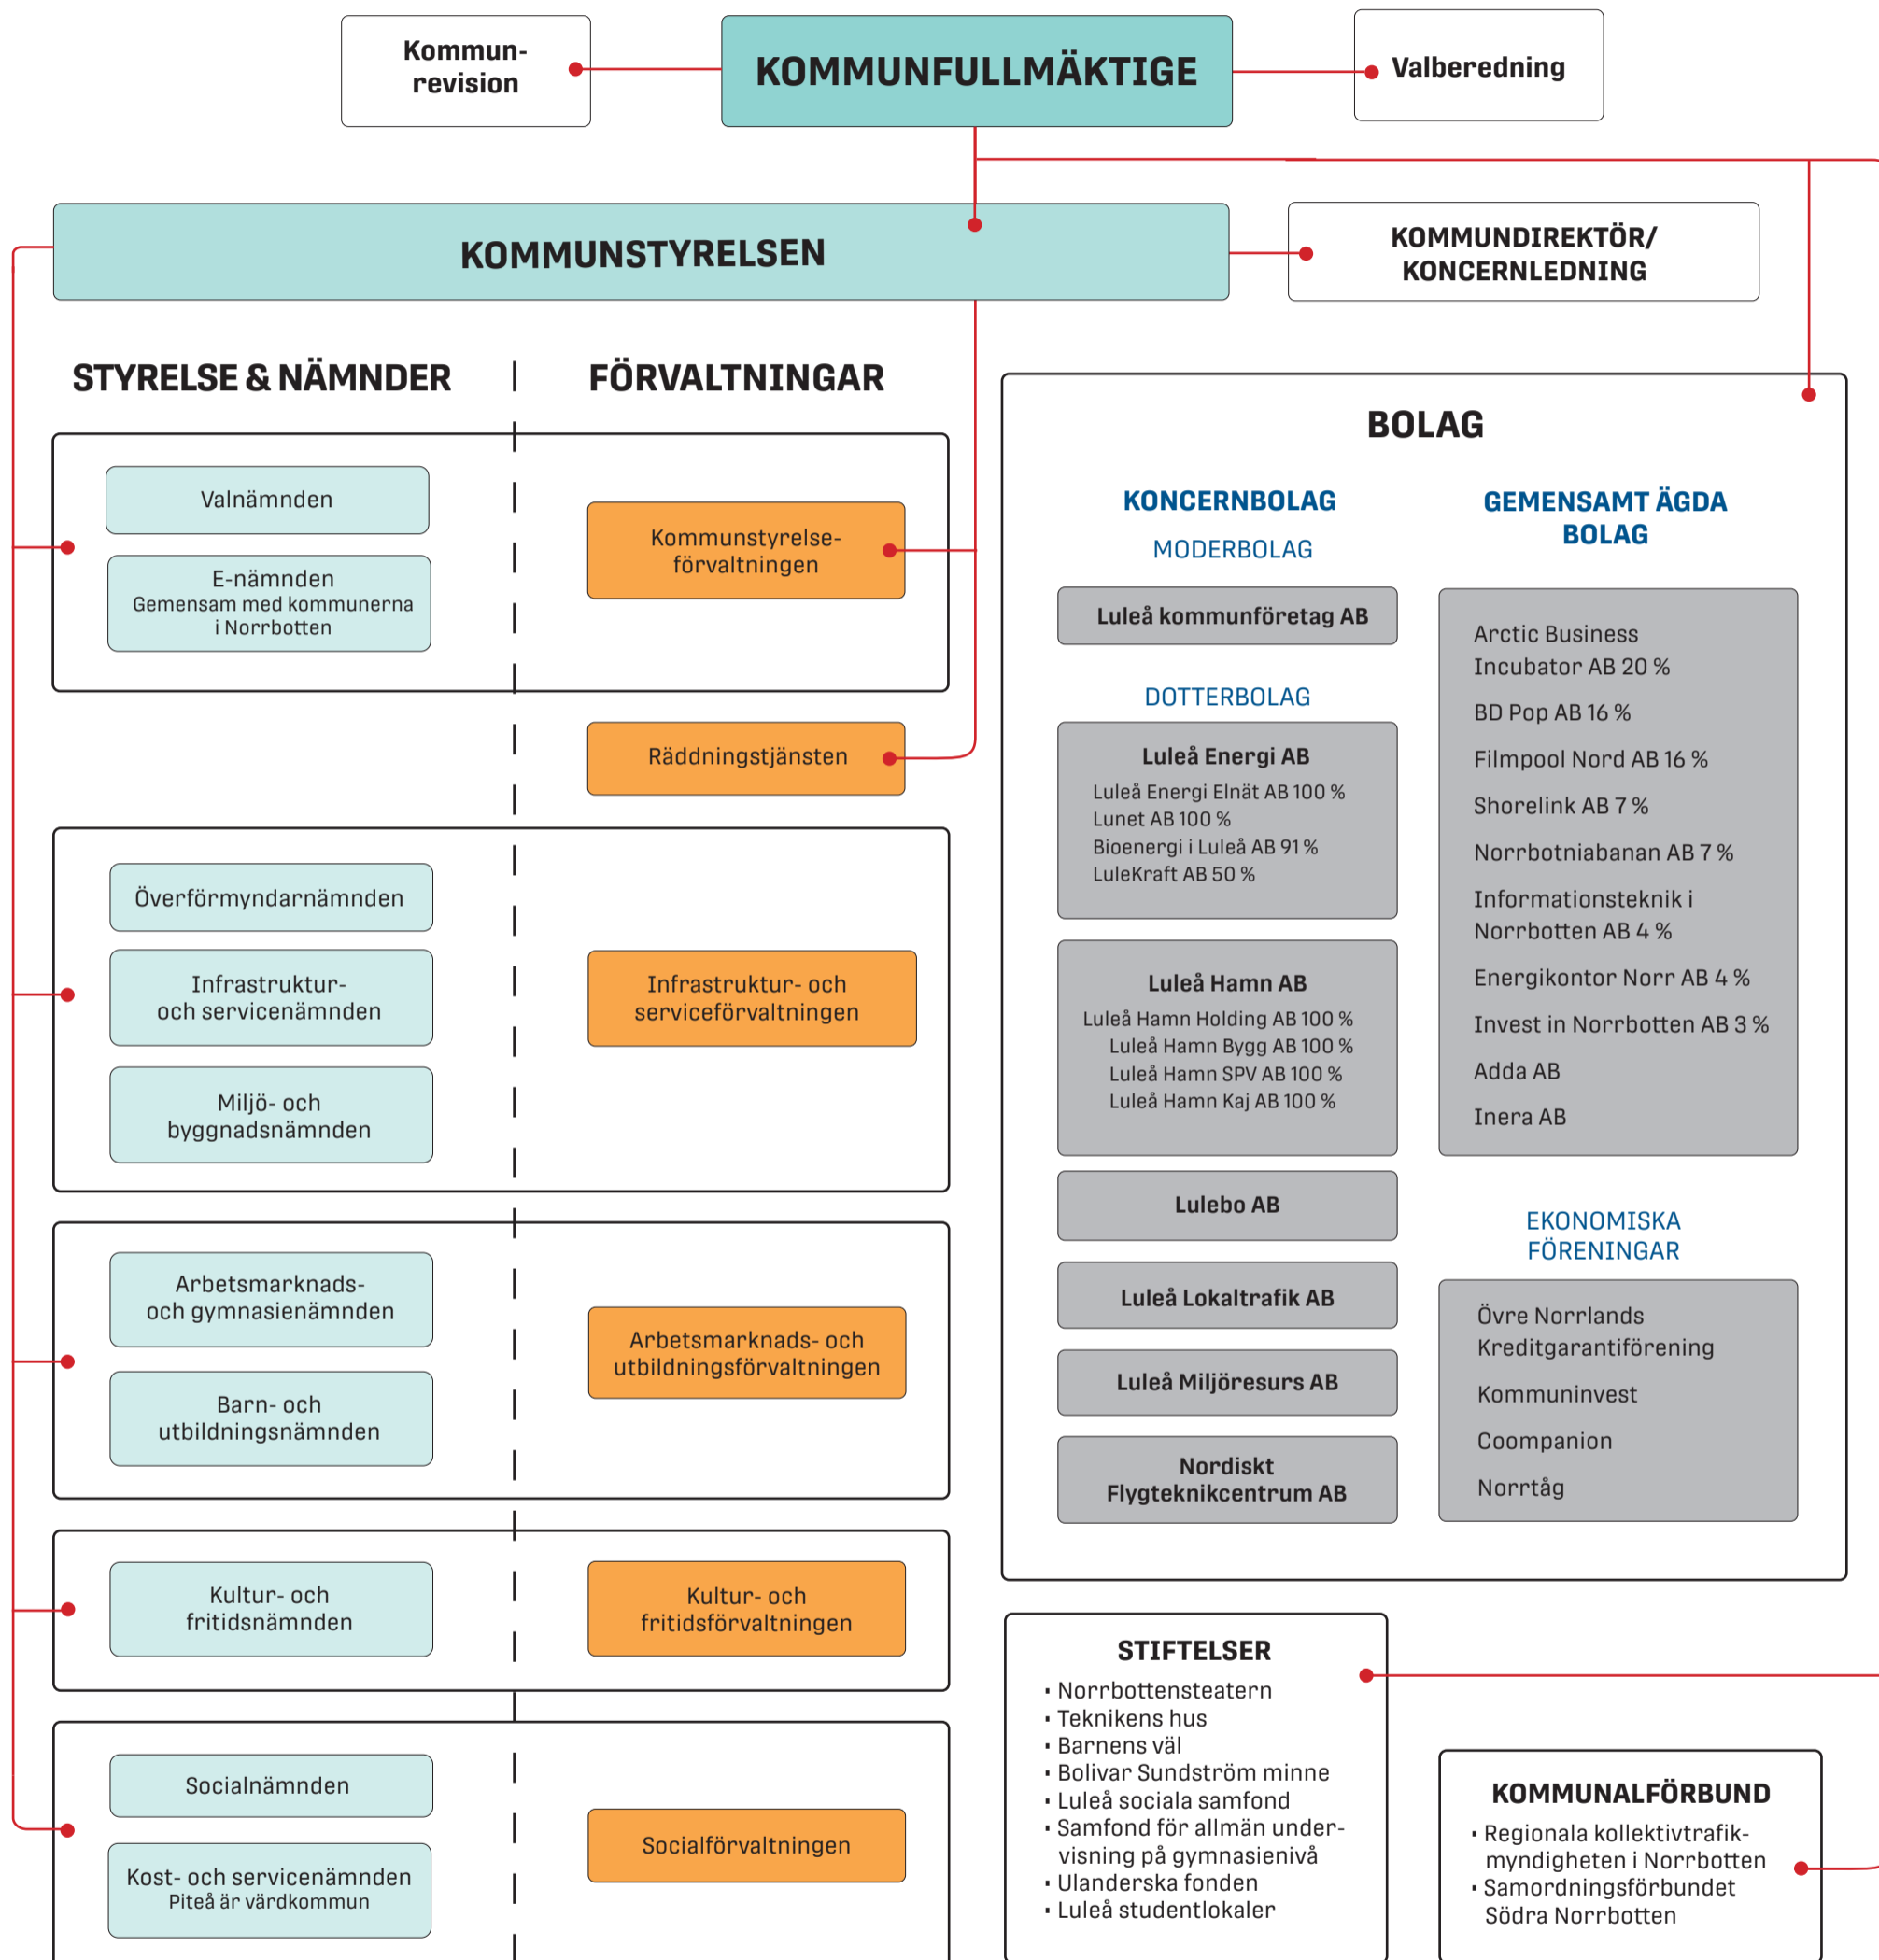 Kommun-
revision
KOMMUNFULLMÄKTIGE
Valberedning
KOMMUNSTYRELSEN
KOMMUNDIREKTÖR/
KONCERNLEDNING
STYRELSE & NÄMNDER
FÖRVALTNINGAR
Valnämnden
E-nämnden
Gemensam med kommunerna
i Norrbotten
Kommunstyrelse-
förvaltningen
Räddningstjänsten
Överförmyndarnämnden
Infrastruktur-
och servicenämnden
Miljö- och
byggnadsnämnden
Infrastruktur- och
serviceförvaltningen
Arbetsmarknads-
och gymnasienämnden
Barn- och
utbildningsnämnden
Arbetsmarknads- och
utbildningsförvaltningen
Kultur- och
fritidsnämnden
Kultur- och
fritidsförvaltningen
Socialnämnden
Kost- och servicenämnden
Piteå är värdkommun
Socialförvaltningen
BOLAG
KONCERNBOLAG
MODERBOLAG
Luleå kommunföretag AB
DOTTERBOLAG
Luleå Energi AB
Luleå Energi Elnät AB 100 %
Lunet AB 100 %
Bioenergi i Luleå AB 91 %
LuleKraft AB 50 %
Luleå Hamn AB
Luleå Hamn Holding AB 100 %
Luleå Hamn Bygg AB 100 %
Luleå Hamn SPV AB 100 %
Luleå Hamn Kaj AB 100 %
Lulebo AB
Luleå Lokaltrafik AB
Luleå Miljöresurs AB
Nordiskt
Flygteknikcentrum AB
GEMENSAMT ÄGDA
BOLAG
Arctic Business
Incubator AB 20 %
BD Pop AB 16 %
Filmpool Nord AB 16 %
Shorelink AB 7 %
Norrbotniabanan AB 7 %
Informationsteknik i
Norrbotten AB 4 %
Energikontor Norr AB 4 %
Invest in Norrbotten AB 3 %
Adda AB
Inera AB
EKONOMISKA
FÖRENINGAR
Övre Norrlands
Kreditgarantiförening
Kommuninvest
Coompanion
Norrtåg
STIFTELSER
▪ Norrbottensteatern
▪ Teknikens hus
▪ Barnens väl
▪ Bolivar Sundström minne
▪ Luleå sociala samfond
▪ Samfond för allmän under-
visning på gymnasienivå
▪ Ulanderska fonden
▪ Luleå studentlokaler
KOMMUNALFÖRBUND
▪ Regionala kollektivtrafik-
myndigheten i Norrbotten
▪ Samordningsförbundet
Södra Norrbotten